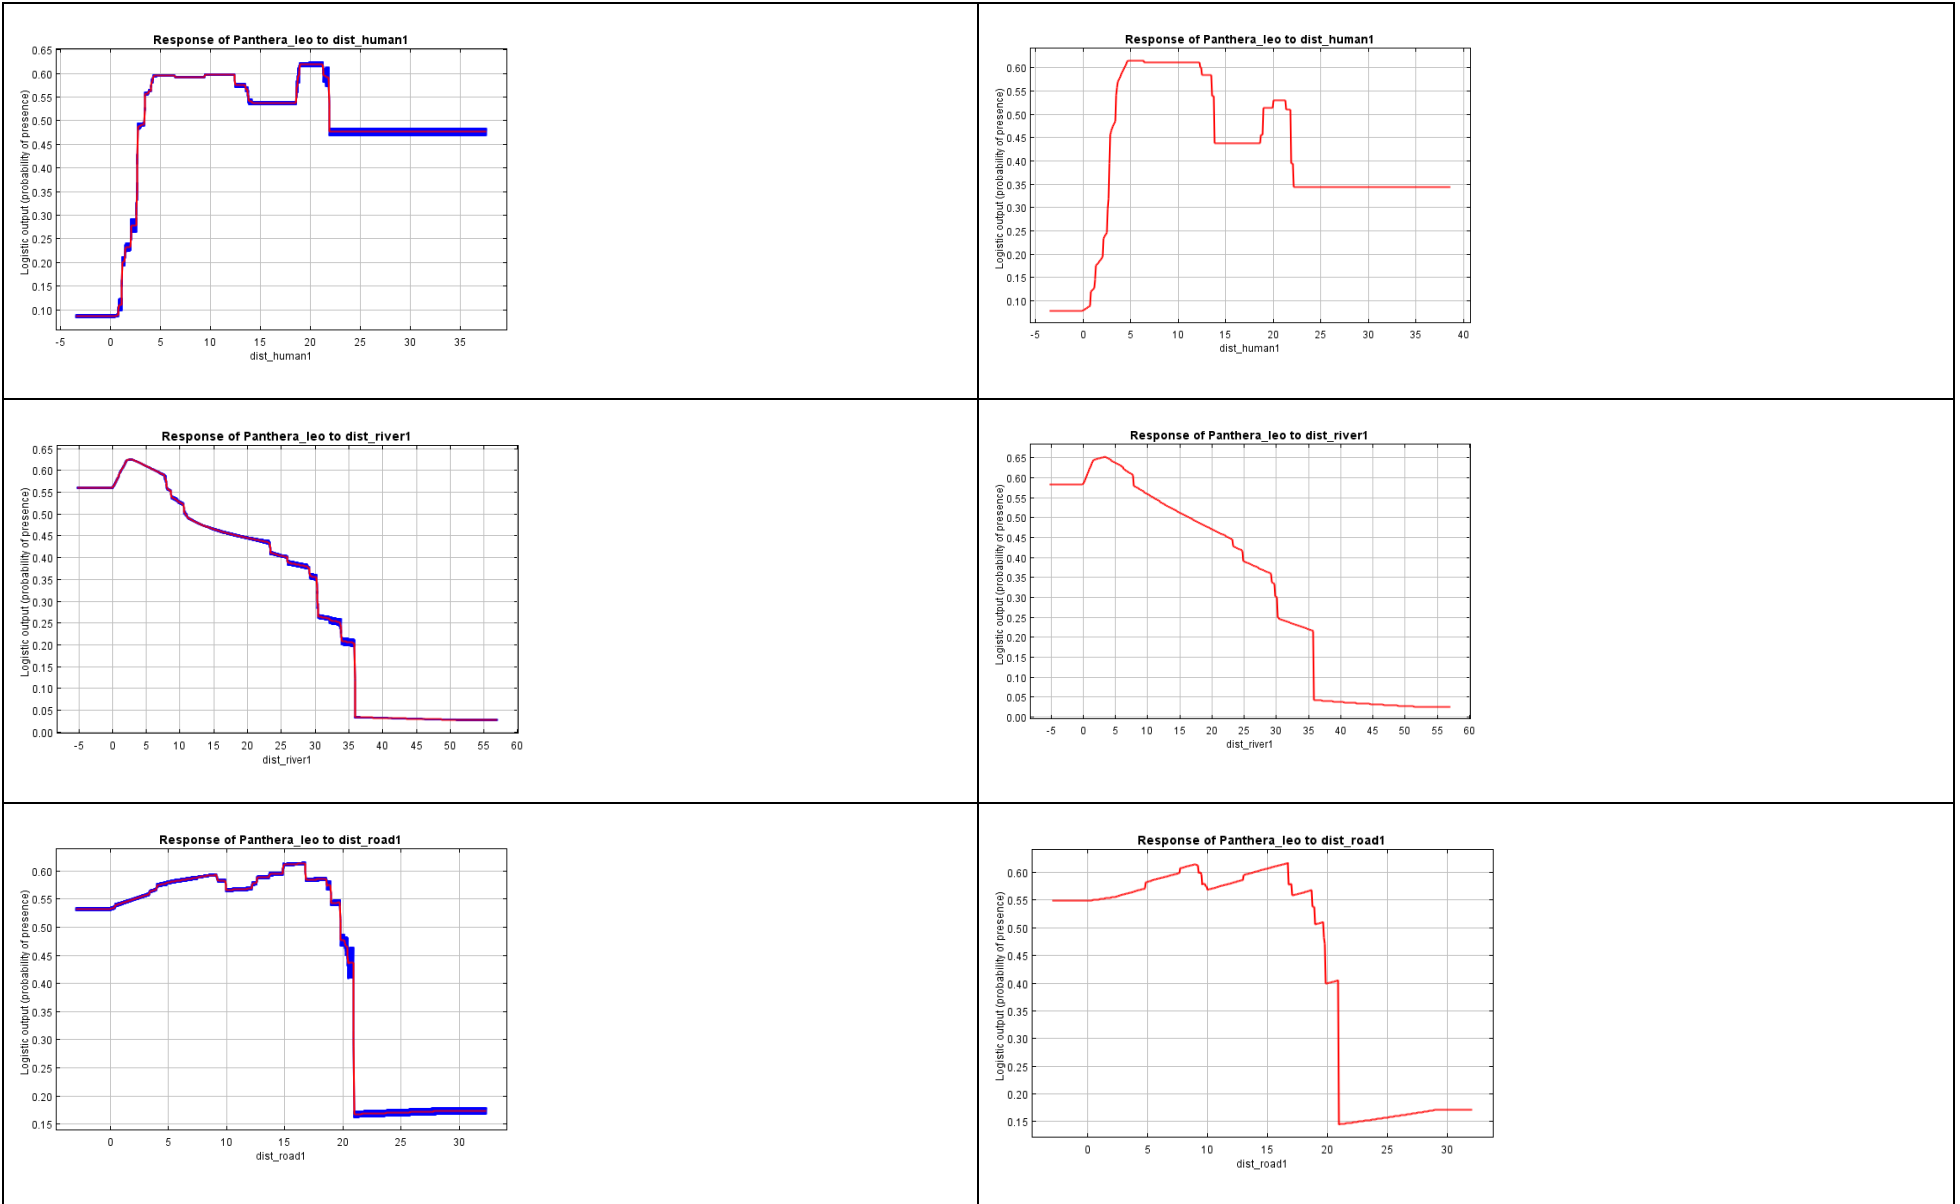 Response of Panthera_leo to dist_human1
Logistic output (probability of presence)
0.65
0.60
0.55
0.50
0.45
0.40
0.35
0.30
0.25
0.20
0.15
0.10
-5 0 5 10 15 20 25 30 35
dist_human1
Response of Panthera_leo to dist_human1
Logistic output (probability of presence)
0.60
0.55
0.50
0.45
0.40
0.35
0.30
0.25
0.20
0.15
0.10
-5 0 5 10 15 20 25 30 35 40
dist_human1
Response of Panthera_leo to dist_river1
Logistic output (probability of presence)
0.65
0.60
0.55
0.50
0.45
0.40
0.35
0.30
0.25
0.20
0.15
0.10
0.05
0.00
-5 0 5 10 15 20 25 30 35 40 45 50 55 60
dist_river1
Response of Panthera_leo to dist_river1
Logistic output (probability of presence)
0.65
0.60
0.55
0.50
0.45
0.40
0.35
0.30
0.25
0.20
0.15
0.10
0.05
0.00
-5 0 5 10 15 20 25 30 35 40 45 50 55 60
dist_river1
Response of Panthera_leo to dist_road1
Logistic output (probability of presence)
0.60
0.55
0.50
0.45
0.40
0.35
0.30
0.25
0.20
0.15
0 5 10 15 20 25 30
dist_road1
Response of Panthera_leo to dist_road1
Logistic output (probability of presence)
0.60
0.55
0.50
0.45
0.40
0.35
0.30
0.25
0.20
0.15
0 5 10 15 20 25 30
dist_road1